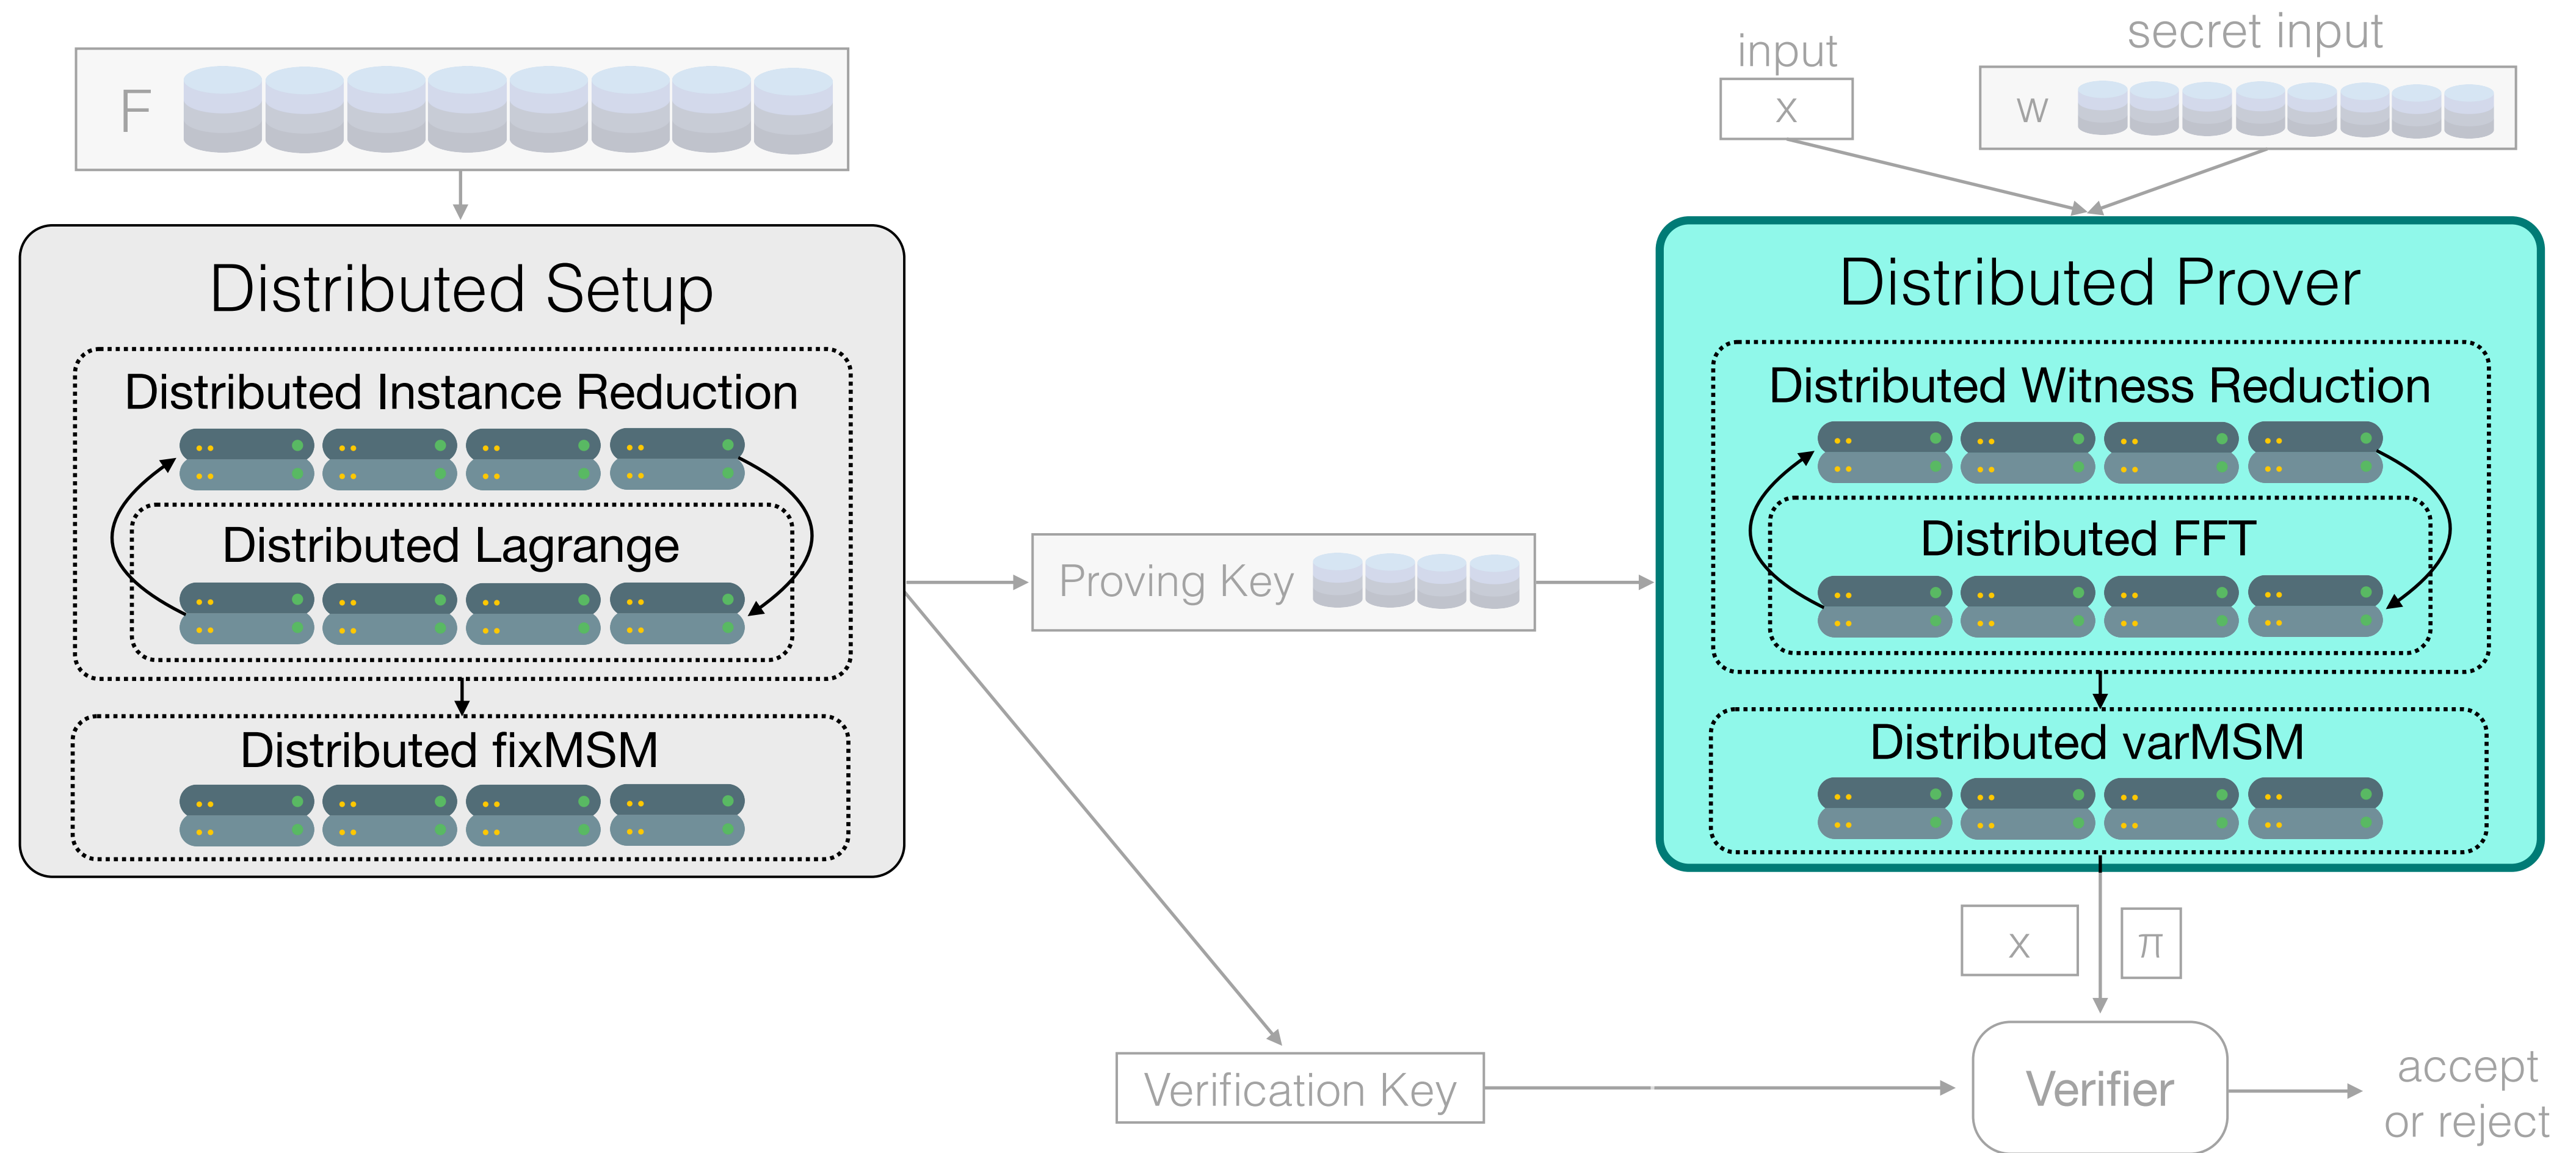 F
input
x
secret input
w
Distributed Setup
Distributed Instance Reduction
Distributed Lagrange
Distributed fixMSM
Proving Key
Distributed Prover
Distributed Witness Reduction
Distributed FFT
Distributed varMSM
x
π
Verification Key
Verifier
accept
or reject